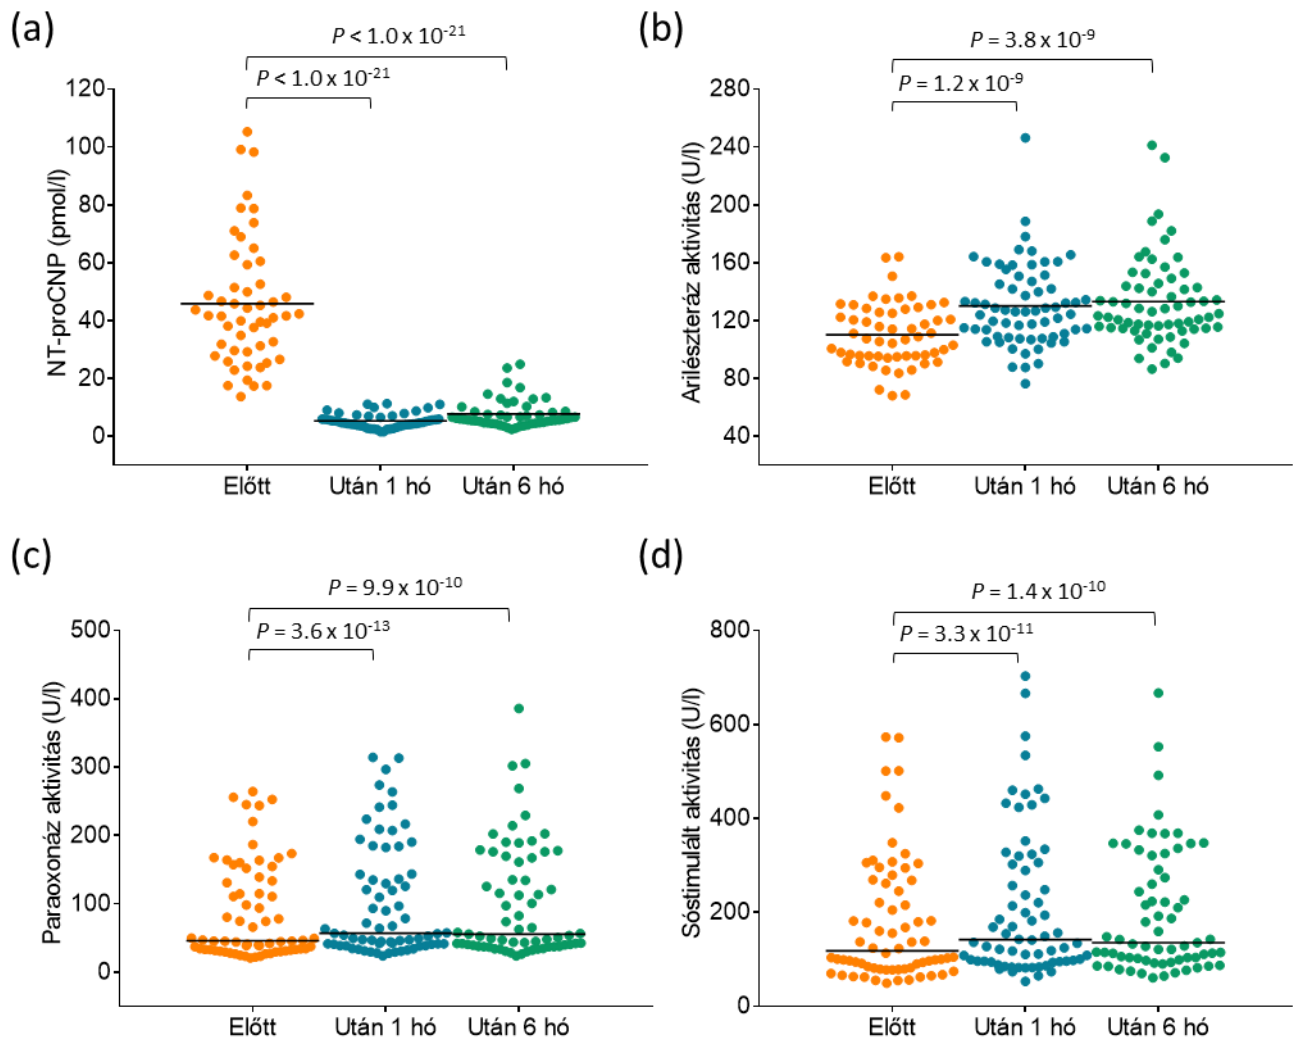 (a)
P < 1.0 x 10⁻²¹
P < 1.0 x 10⁻²¹
NT-proCNP (pmol/l)
120
100
80
60
40
20
0
Előtt Után 1 hó Után 6 hó
(b)
P = 3.8 x 10⁻⁹
P = 1.2 x 10⁻⁹
Arilészteráz aktivitás (U/l)
280
240
200
160
120
80
40
Előtt Után 1 hó Után 6 hó
(c)
P = 9.9 x 10⁻¹⁰
P = 3.6 x 10⁻¹³
Paraoxonáz aktivitás (U/l)
500
400
300
200
100
0
Előtt Után 1 hó Után 6 hó
(d)
P = 1.4 x 10⁻¹⁰
P = 3.3 x 10⁻¹¹
Sóstimulált aktivitás (U/l)
800
600
400
200
0
Előtt Után 1 hó Után 6 hó